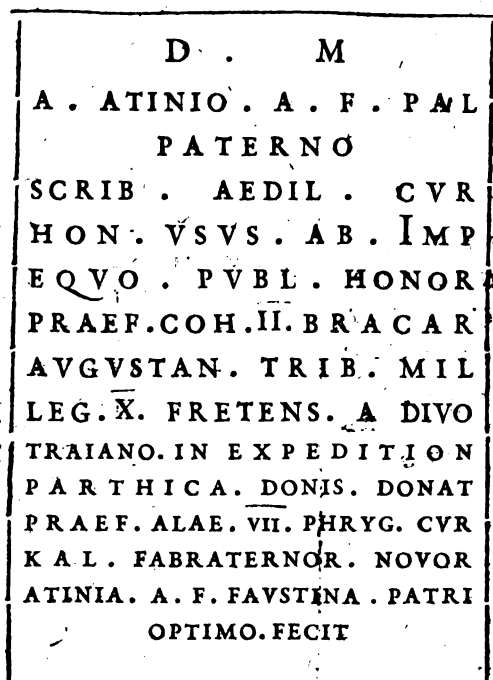 D . M
A . ATINIO . A . F . PAL
PATERNO
SCRIB . AEDIL . CVR
HON . VSVS . AB . IMP
EQVO . PVBL . HONOR
PRAEF.COH.II.BRACAR
AVGVSTAN. TRIB. MIL
LEG.X. FRETENS. A DIVO
TRAIANO. IN EXPEDITION
PARTHICA. DONIS. DONAT
PRAEF. ALAE. VII. PHRYG. CVR
KAL. FABRATERNOR. NOVOR
ATINIA. A. F. FAVSTINA . PATRI
OPTIMO. FECIT